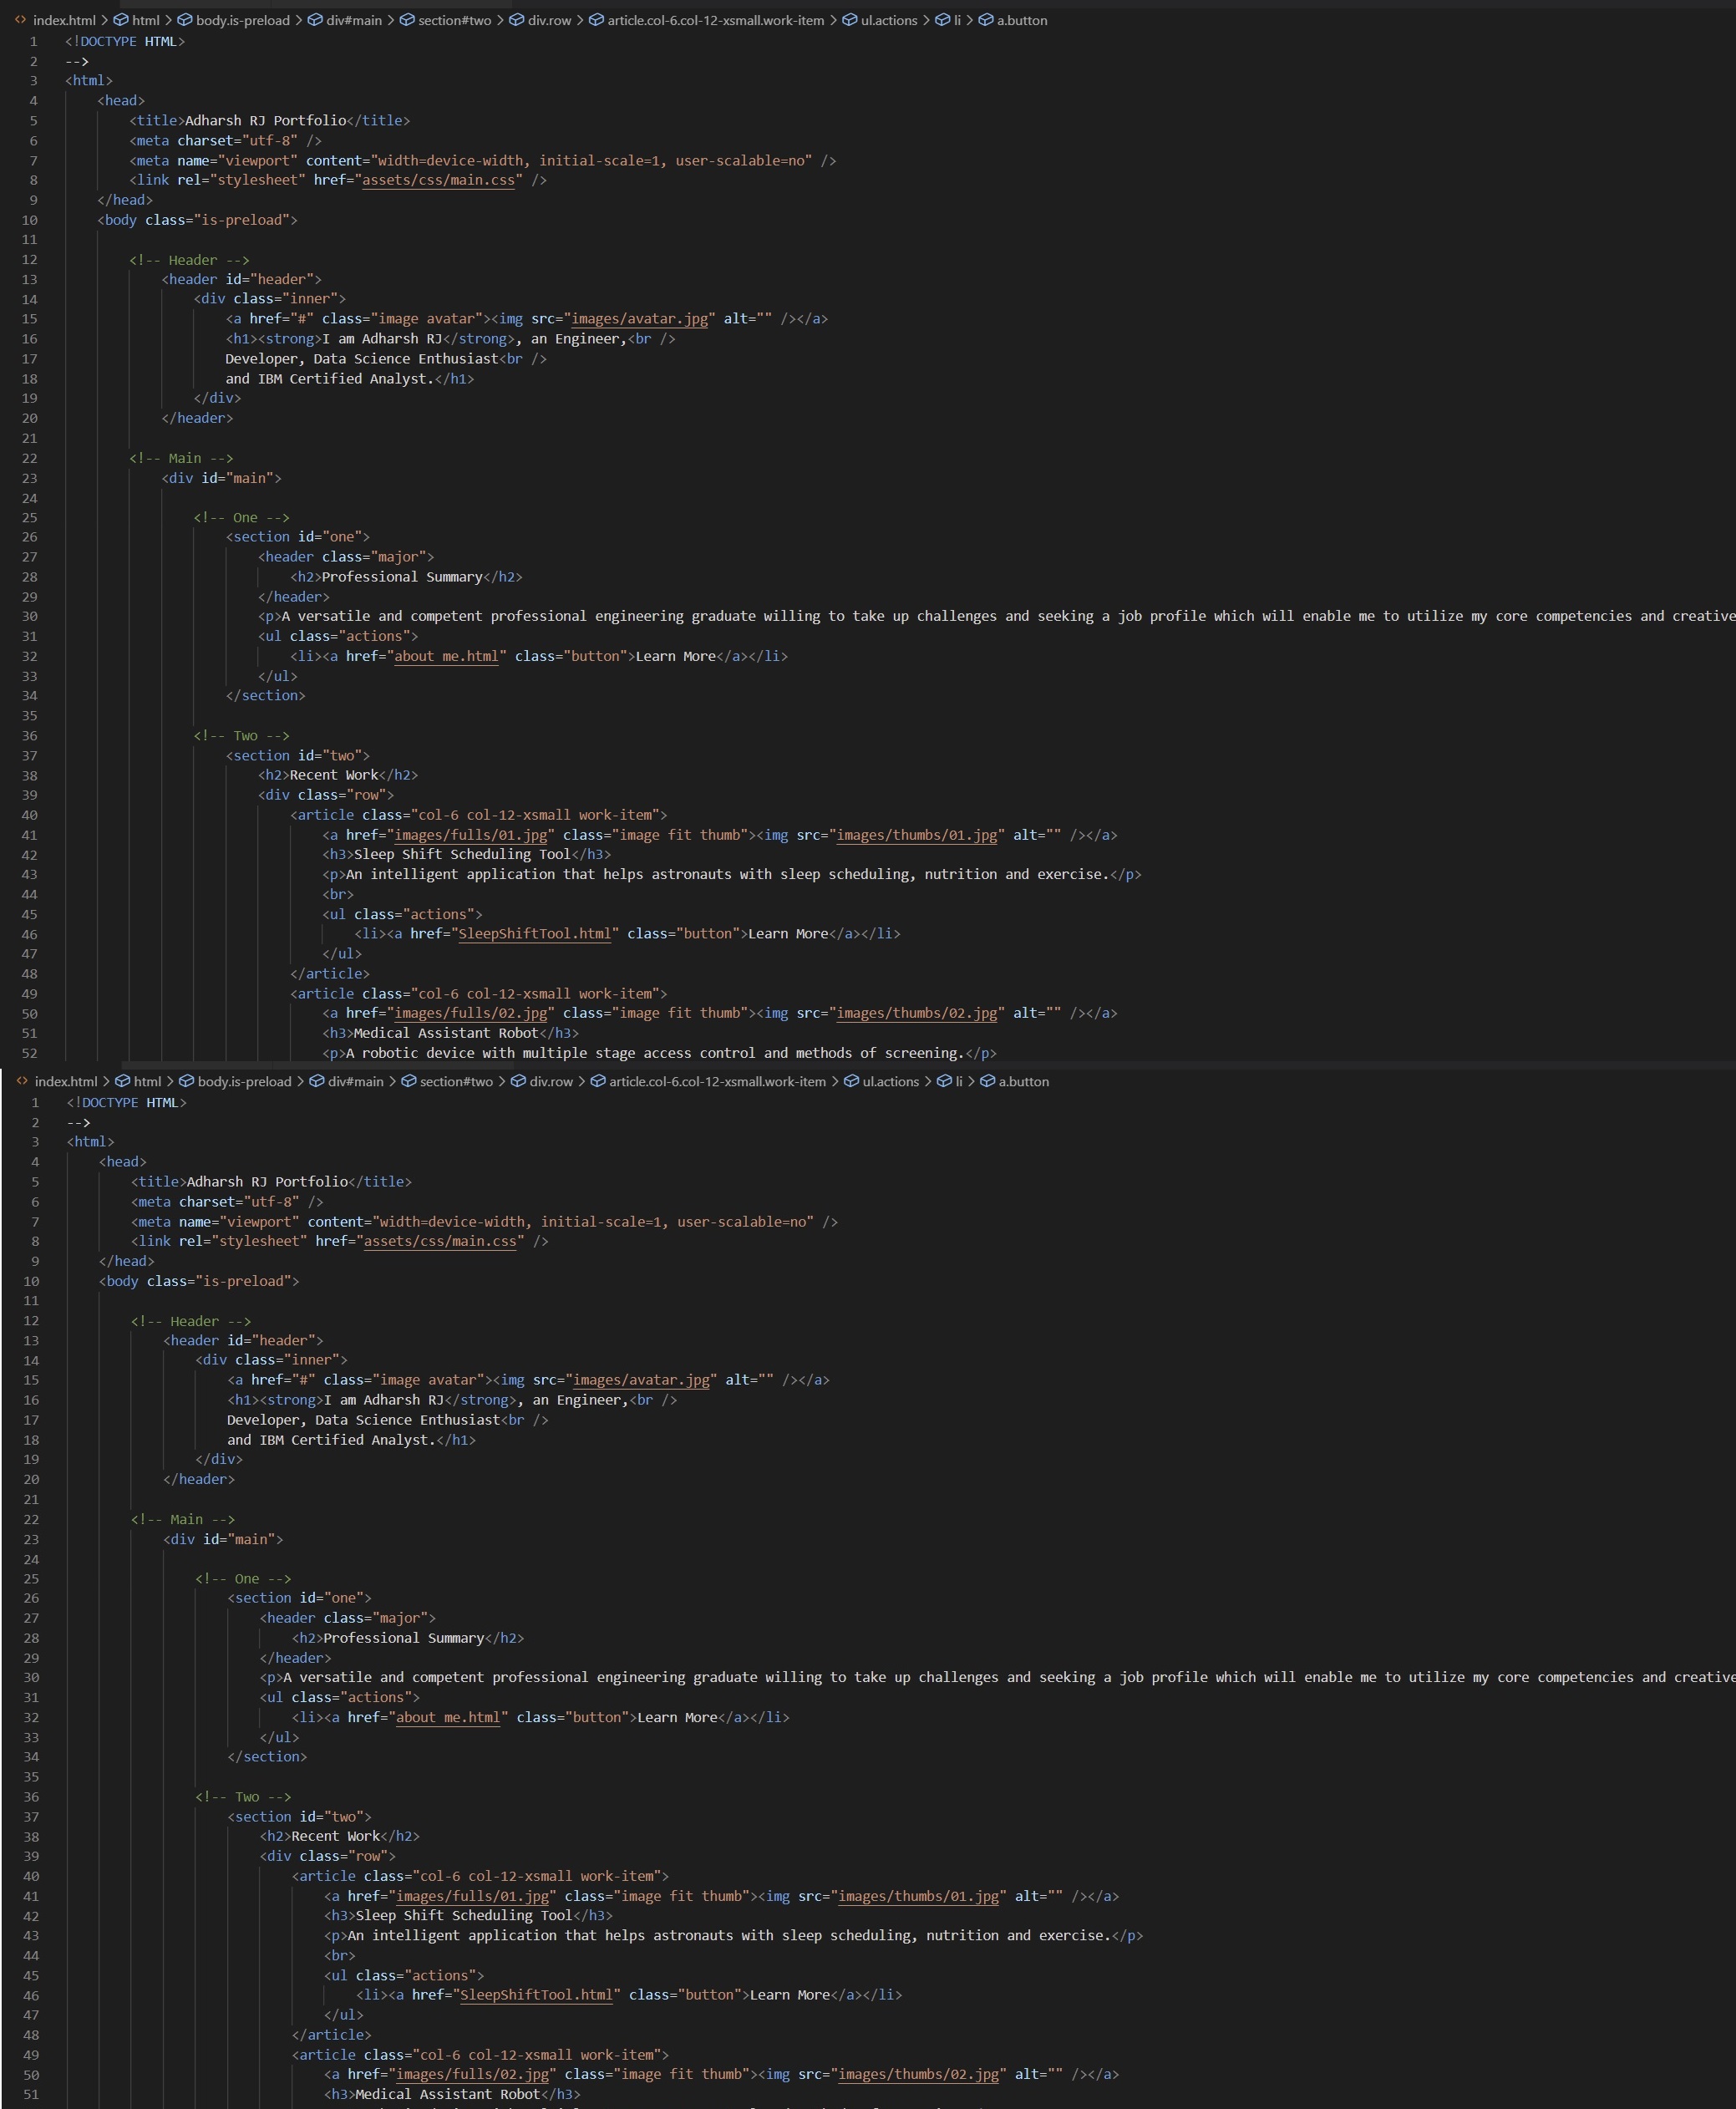 index.html > html > body.is-preload > div#main > section#two > div.row > article.col-6.col-12-xsmall.work-item > ul.actions > li > a.button
1 <!DOCTYPE HTML>
2 -->
3 <html>
4 <head>
5 <title>Adharsh RJ Portfolio</title>
6 <meta charset="utf-8" />
7 <meta name="viewport" content="width=device-width, initial-scale=1, user-scalable=no" />
8 <link rel="stylesheet" href="assets/css/main.css" />
9 </head>
10 <body class="is-preload">
11
12 <!-- Header -->
13 <header id="header">
14 <div class="inner">
15 <a href="#" class="image avatar"><img src="images/avatar.jpg" alt="" /></a>
16 <h1><strong>I am Adharsh RJ</strong>, an Engineer,<br />
17 Developer, Data Science Enthusiast<br />
18 and IBM Certified Analyst.</h1>
19 </div>
20 </header>
21
22 <!-- Main -->
23 <div id="main">
24
25 <!-- One -->
26 <section id="one">
27 <header class="major">
28 <h2>Professional Summary</h2>
29 </header>
30 <p>A versatile and competent professional engineering graduate willing to take up challenges and seeking a job profile which will enable me to utilize my core competencies and creative
31 <ul class="actions">
32 <li><a href="about me.html" class="button">Learn More</a></li>
33 </ul>
34 </section>
35
36 <!-- Two -->
37 <section id="two">
38 <h2>Recent Work</h2>
39 <div class="row">
40 <article class="col-6 col-12-xsmall work-item">
41 <a href="images/fulls/01.jpg" class="image fit thumb"><img src="images/thumbs/01.jpg" alt="" /></a>
42 <h3>Sleep Shift Scheduling Tool</h3>
43 <p>An intelligent application that helps astronauts with sleep scheduling, nutrition and exercise.</p>
44 <br>
45 <ul class="actions">
46 <li><a href="SleepShiftTool.html" class="button">Learn More</a></li>
47 </ul>
48 </article>
49 <article class="col-6 col-12-xsmall work-item">
50 <a href="images/fulls/02.jpg" class="image fit thumb"><img src="images/thumbs/02.jpg" alt="" /></a>
51 <h3>Medical Assistant Robot</h3>
52 <p>A robotic device with multiple stage access control and methods of screening.</p>
index.html > html > body.is-preload > div#main > section#two > div.row > article.col-6.col-12-xsmall.work-item > ul.actions > li > a.button
1 <!DOCTYPE HTML>
2 -->
3 <html>
4 <head>
5 <title>Adharsh RJ Portfolio</title>
6 <meta charset="utf-8" />
7 <meta name="viewport" content="width=device-width, initial-scale=1, user-scalable=no" />
8 <link rel="stylesheet" href="assets/css/main.css" />
9 </head>
10 <body class="is-preload">
11
12 <!-- Header -->
13 <header id="header">
14 <div class="inner">
15 <a href="#" class="image avatar"><img src="images/avatar.jpg" alt="" /></a>
16 <h1><strong>I am Adharsh RJ</strong>, an Engineer,<br />
17 Developer, Data Science Enthusiast<br />
18 and IBM Certified Analyst.</h1>
19 </div>
20 </header>
21
22 <!-- Main -->
23 <div id="main">
24
25 <!-- One -->
26 <section id="one">
27 <header class="major">
28 <h2>Professional Summary</h2>
29 </header>
30 <p>A versatile and competent professional engineering graduate willing to take up challenges and seeking a job profile which will enable me to utilize my core competencies and creative
31 <ul class="actions">
32 <li><a href="about me.html" class="button">Learn More</a></li>
33 </ul>
34 </section>
35
36 <!-- Two -->
37 <section id="two">
38 <h2>Recent Work</h2>
39 <div class="row">
40 <article class="col-6 col-12-xsmall work-item">
41 <a href="images/fulls/01.jpg" class="image fit thumb"><img src="images/thumbs/01.jpg" alt="" /></a>
42 <h3>Sleep Shift Scheduling Tool</h3>
43 <p>An intelligent application that helps astronauts with sleep scheduling, nutrition and exercise.</p>
44 <br>
45 <ul class="actions">
46 <li><a href="SleepShiftTool.html" class="button">Learn More</a></li>
47 </ul>
48 </article>
49 <article class="col-6 col-12-xsmall work-item">
50 <a href="images/fulls/02.jpg" class="image fit thumb"><img src="images/thumbs/02.jpg" alt="" /></a>
51 <h3>Medical Assistant Robot</h3>